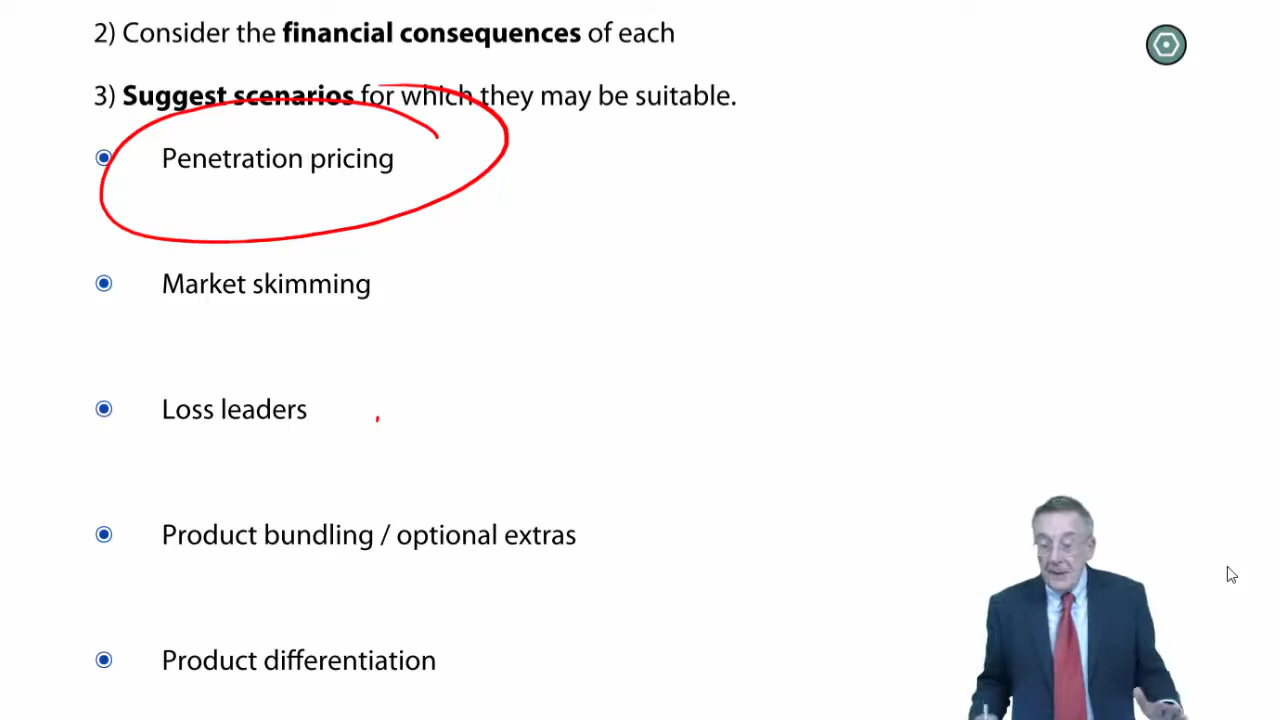 2) Consider the financial consequences of each
3) Suggest scenarios for which they may be suitable.
Penetration pricing
Market skimming
Loss leaders
Product bundling / optional extras
Product differentiation